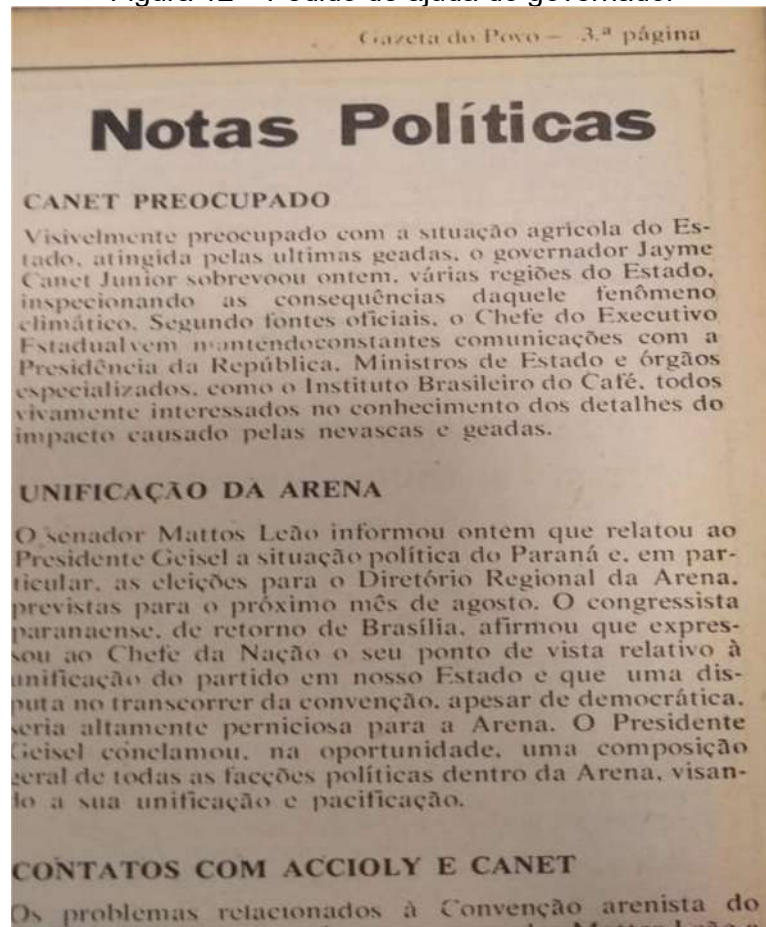 Gazeta do Povo – 3.ª página
Notas Políticas
CANET PREOCUPADO
Visivelmente preocupado com a situação agrícola do Es-
tado, atingida pelas ultimas geadas, o governador Jayme
Canet Junior sobrevoou ontem, várias regiões do Estado,
inspecionando as consequências daquele fenômeno
climático. Segundo fontes oficiais, o Chefe do Executivo
Estadualvem mantendoconstantes comunicações com a
Presidência da República, Ministros de Estado e órgãos
especializados, como o Instituto Brasileiro do Café, todos
vivamente interessados no conhecimento dos detalhes do
impacto causado pelas nevascas e geadas.
UNIFICAÇÃO DA ARENA
O senador Mattos Leão informou ontem que relatou ao
Presidente Geisel a situação política do Paraná e, em par-
ticular, as eleições para o Diretório Regional da Arena,
previstas para o próximo mês de agosto. O congressista
paranaense, de retorno de Brasília, afirmou que expres-
sou ao Chefe da Nação o seu ponto de vista relativo à
unificação do partido em nosso Estado e que uma dis-
puta no transcorrer da convenção, apesar de democrática,
seria altamente perniciosa para a Arena. O Presidente
Geisel conclamou, na oportunidade, uma composição
geral de todas as facções políticas dentro da Arena, visan-
do a sua unificação e pacificação.
CONTATOS COM ACCIOLY E CANET
Os problemas relacionados à Convenção arenista do